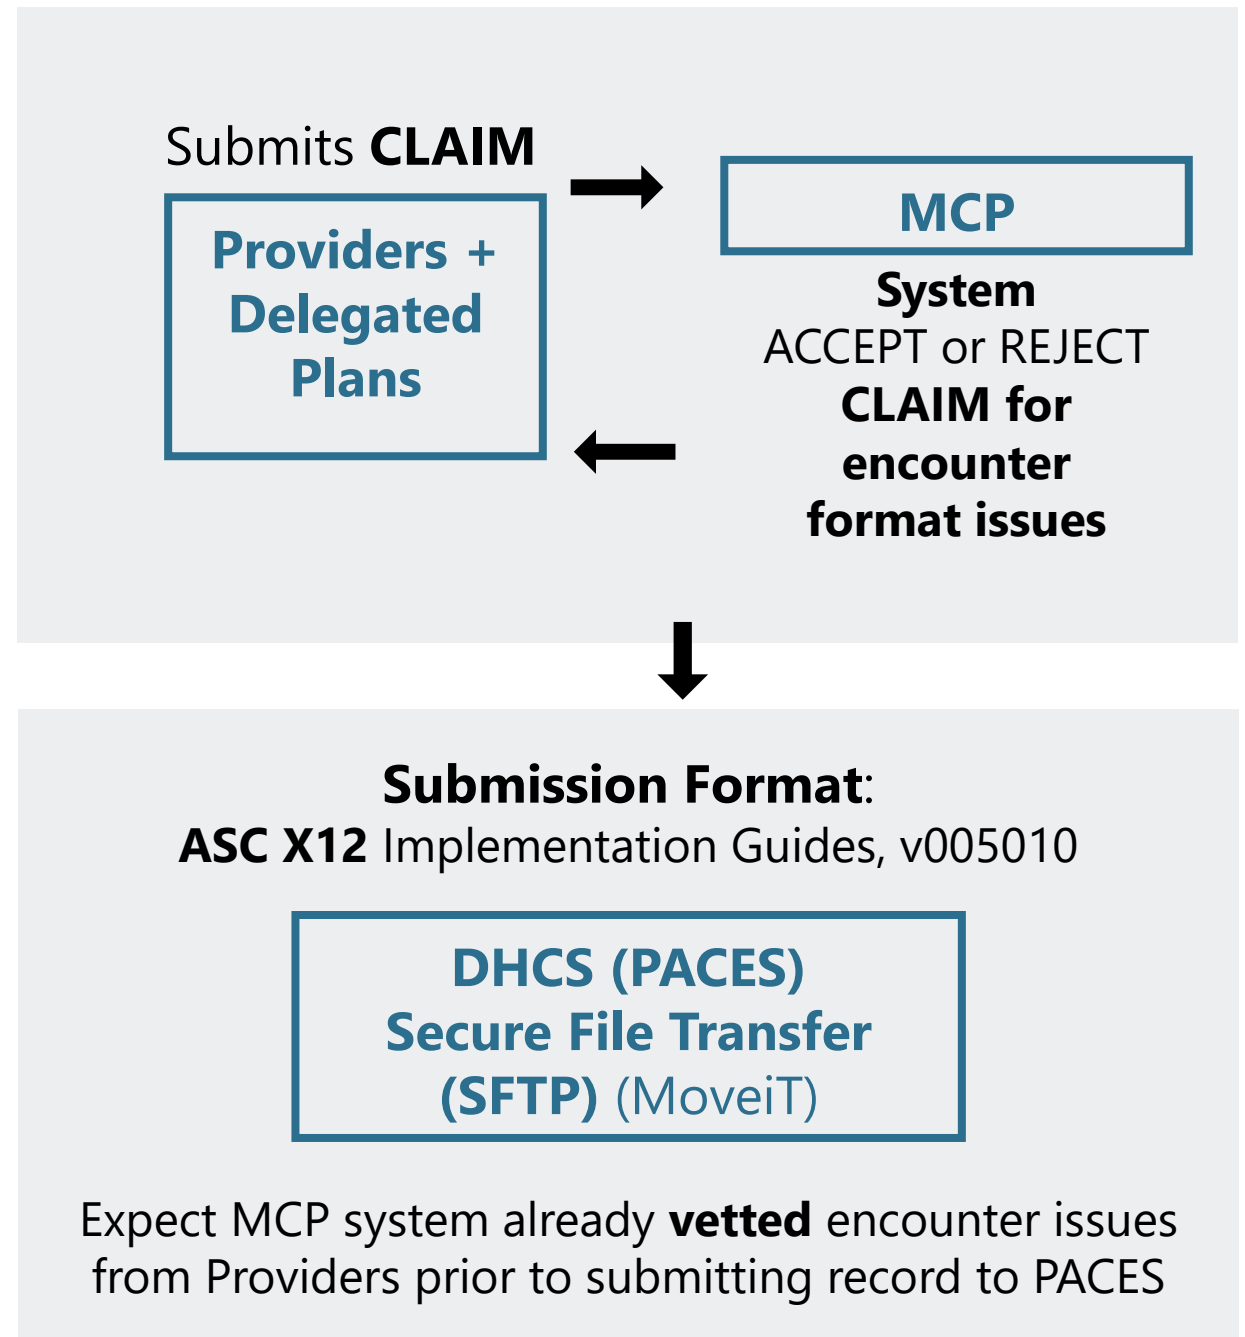 Submits CLAIM
Providers +
Delegated
Plans
MCP
System
ACCEPT or REJECT
CLAIM for
encounter
format issues
Submission Format:
ASC X12 Implementation Guides, v005010
DHCS (PACES)
Secure File Transfer
(SFTP) (MoveiT)
Expect MCP system already vetted encounter issues
from Providers prior to submitting record to PACES